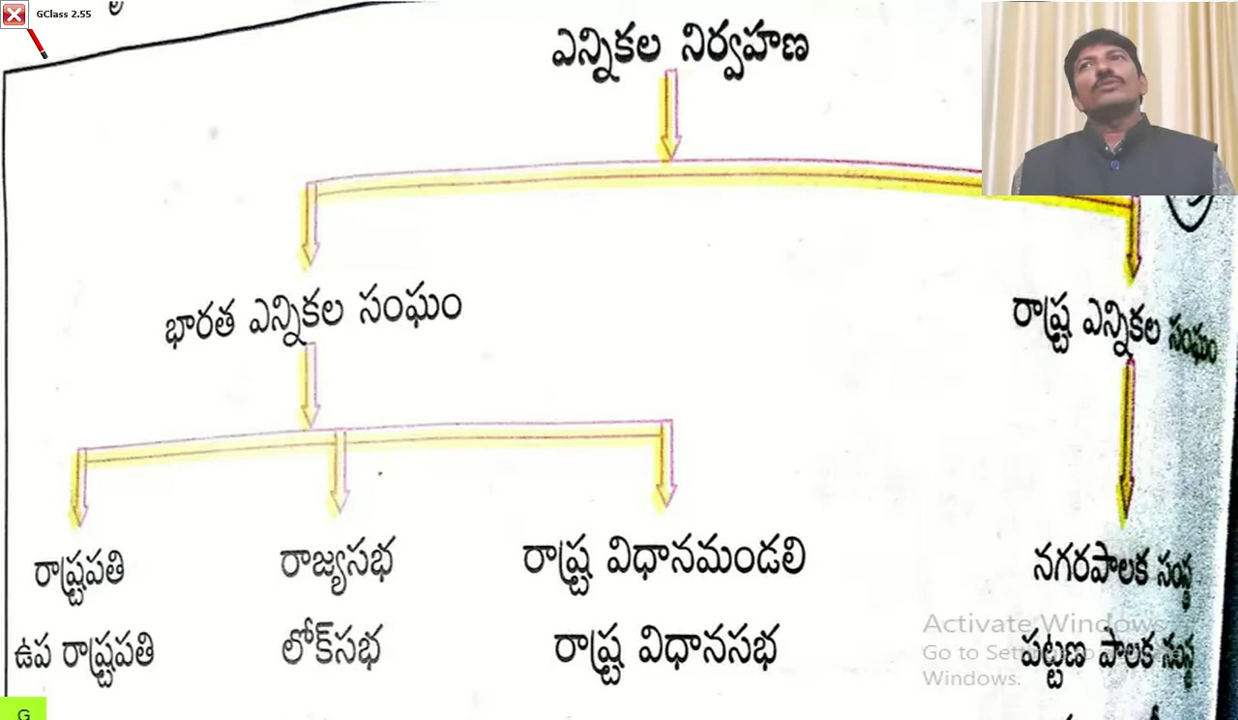 GClass 2.55
ఎన్నికల నిర్వహణ
భారత ఎన్నికల సంఘం
రాష్ట్ర ఎన్నికల సంఘం
రాష్ట్రపతి రాజ్యసభ రాష్ట్ర విధానమండలి నగరపాలక సంస్థ
ఉప రాష్ట్రపతి లోక్‌సభ రాష్ట్ర విధానసభ పట్టణ పాలక సంస్థ
Activate Windows
Go to Settings to
Windows.
G